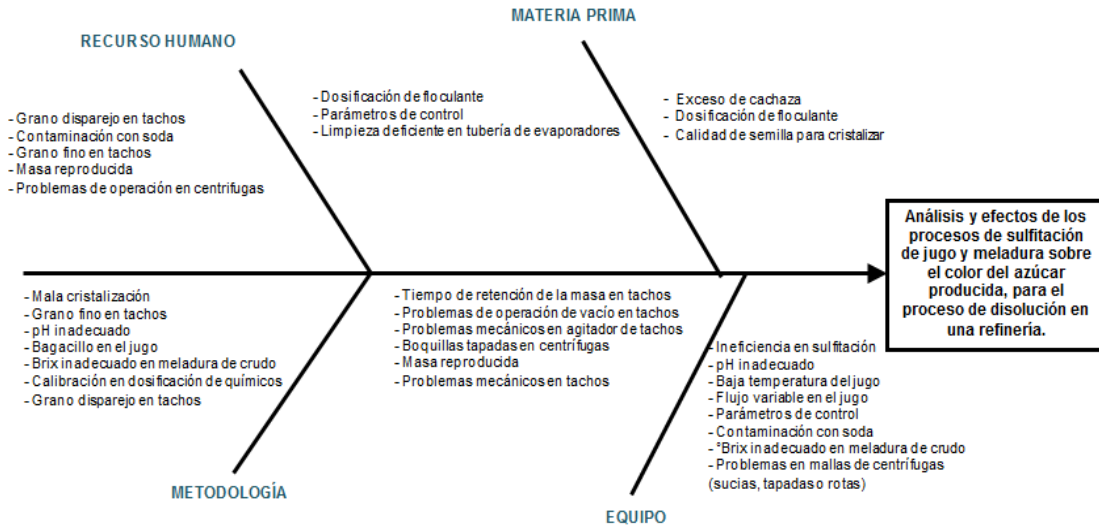 MATERIA PRIMA
RECURSO HUMANO
- Grano disparejo en tachos
- Contaminación con soda
- Grano fino en tachos
- Masa reproducida
- Problemas de operación en centrifugas
- Dosificación de floculante
- Parámetros de control
- Limpieza deficiente en tubería de evaporadores
- Exceso de cachaza
- Dosificación de floculante
- Calidad de semilla para cristalizar
Análisis y efectos de los
procesos de sulfitación
de jugo y meladura sobre
el color del azúcar
producida, para el
proceso de disolución en
una refinería.
- Mala cristalización
- Grano fino en tachos
- pH inadecuado
- Bagacillo en el jugo
- Brix inadecuado en meladura de crudo
- Calibración en dosificación de químicos
- Grano disparejo en tachos
- Tiempo de retención de la masa en tachos
- Problemas de operación de vacío en tachos
- Problemas mecánicos en agitador de tachos
- Boquillas tapadas en centrífugas
- Masa reproducida
- Problemas mecánicos en tachos
- Ineficiencia en sulfitación
- pH inadecuado
- Baja temperatura del jugo
- Flujo variable en el jugo
- Parámetros de control
- Contaminación con soda
- °Brix inadecuado en meladura de crudo
- Problemas en mallas de centrífugas
(sucias, tapadas o rotas)
METODOLOGÍA
EQUIPO